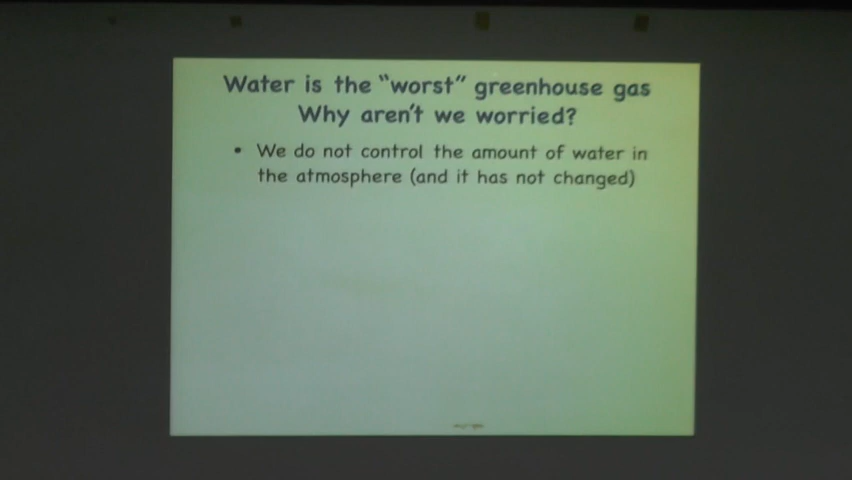 Water is the “worst” greenhouse gas
Why aren't we worried?
• We do not control the amount of water in
the atmosphere (and it has not changed)